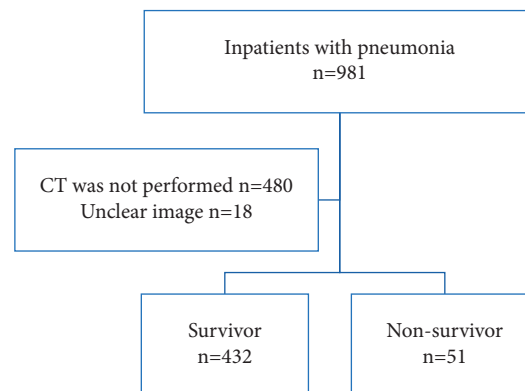 Inpatients with pneumonia
n=981
CT was not performed n=480
Unclear image n=18
Survivor
n=432
Non-survivor
n=51